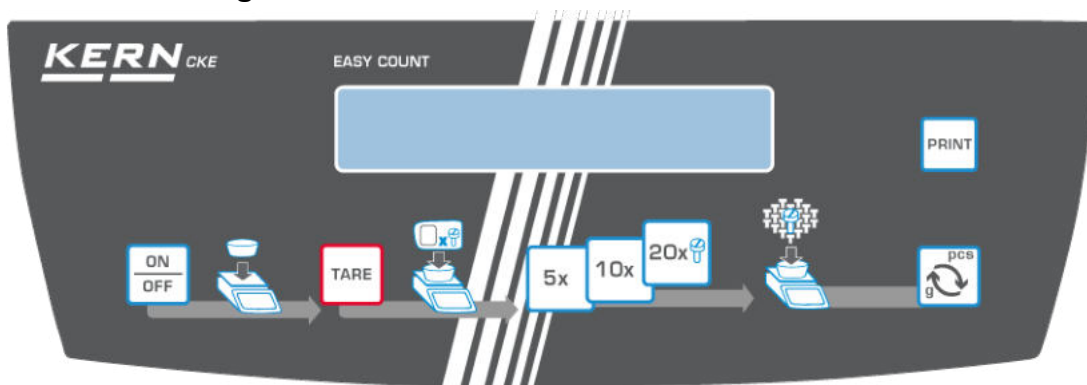 KERN CKE
EASY COUNT
PRINT
ON
OFF
TARE
x
5x
10x
20x
pcs
g